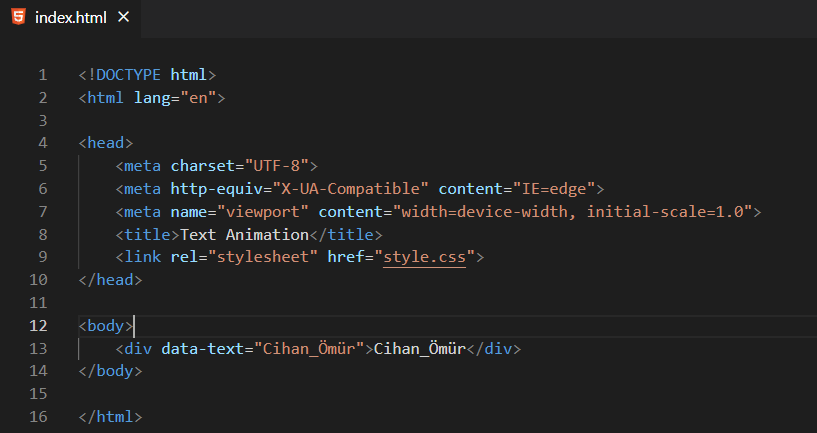 index.html ×
1 <!DOCTYPE html>
2 <html lang="en">
3
4 <head>
5     <meta charset="UTF-8">
6     <meta http-equiv="X-UA-Compatible" content="IE=edge">
7     <meta name="viewport" content="width=device-width, initial-scale=1.0">
8     <title>Text Animation</title>
9     <link rel="stylesheet" href="style.css">
10 </head>
11
12 <body>
13     <div data-text="Cihan_Ömür">Cihan_Ömür</div>
14 </body>
15
16 </html>